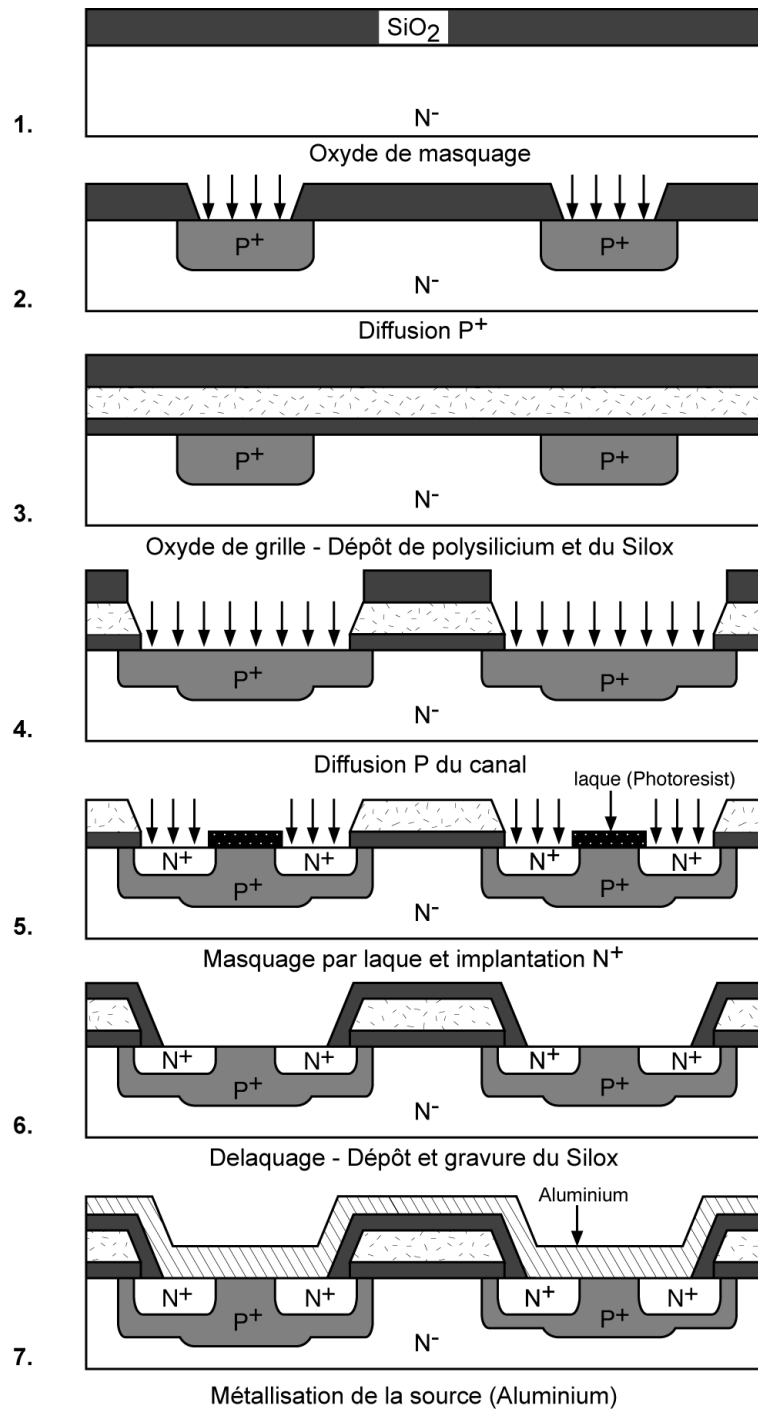 SiO2
N-
1.
Oxyde de masquage
P+ P+
N-
2.
Diffusion P+
P+ P+
N-
3.
Oxyde de grille - Dépôt de polysilicium et du Silox
P+ P+
N-
4.
Diffusion P du canal
laque (Photoresist)
N+ N+ N+ N+
P+ P+
N-
5.
Masquage par laque et implantation N+
N+ N+ N+ N+
P+ P+
N-
6.
Delaquage - Dépôt et gravure du Silox
Aluminium
N+ N+ N+ N+
P+ P+
N-
7.
Métallisation de la source (Aluminium)